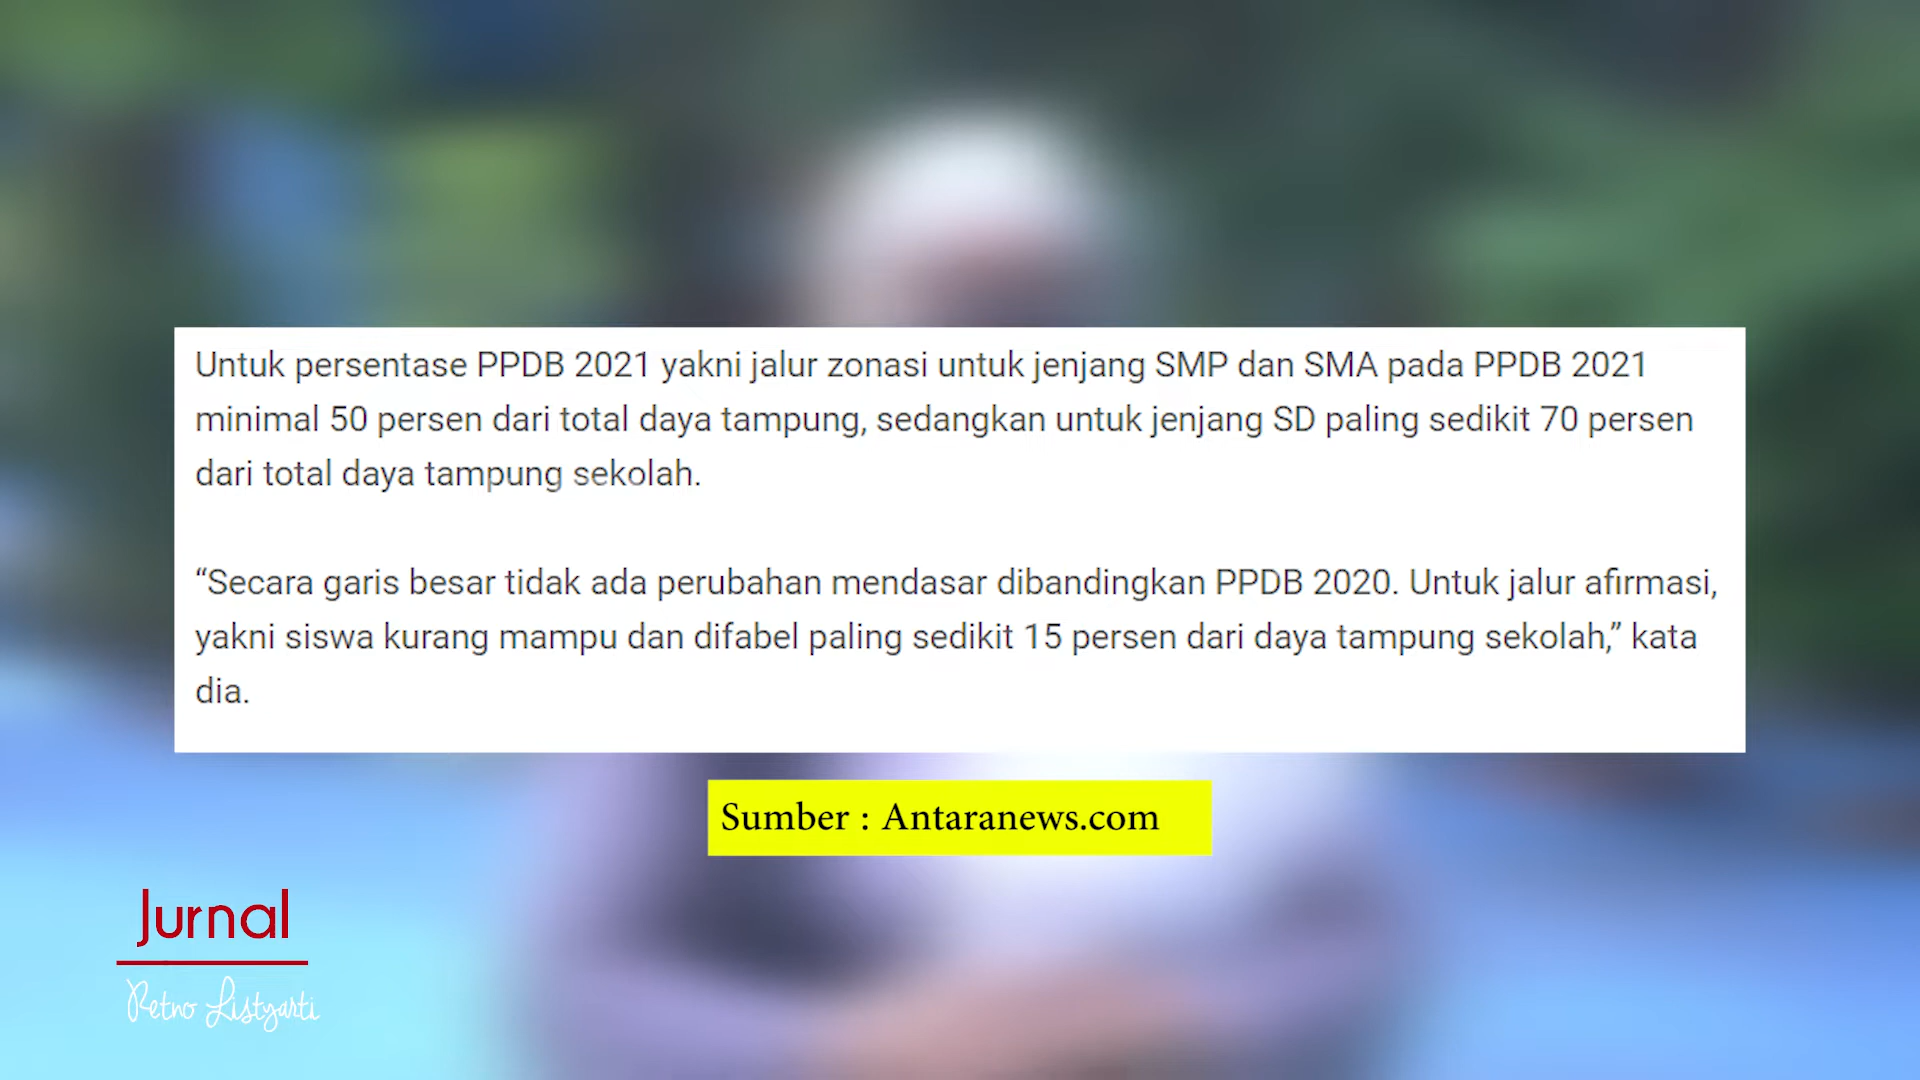 Untuk persentase PPDB 2021 yakni jalur zonasi untuk jenjang SMP dan SMA pada PPDB 2021
minimal 50 persen dari total daya tampung, sedangkan untuk jenjang SD paling sedikit 70 persen
dari total daya tampung sekolah.
“Secara garis besar tidak ada perubahan mendasar dibandingkan PPDB 2020. Untuk jalur afirmasi,
yakni siswa kurang mampu dan difabel paling sedikit 15 persen dari daya tampung sekolah,” kata
dia.
Sumber : Antaranews.com
Jurnal
Retno Listyarti